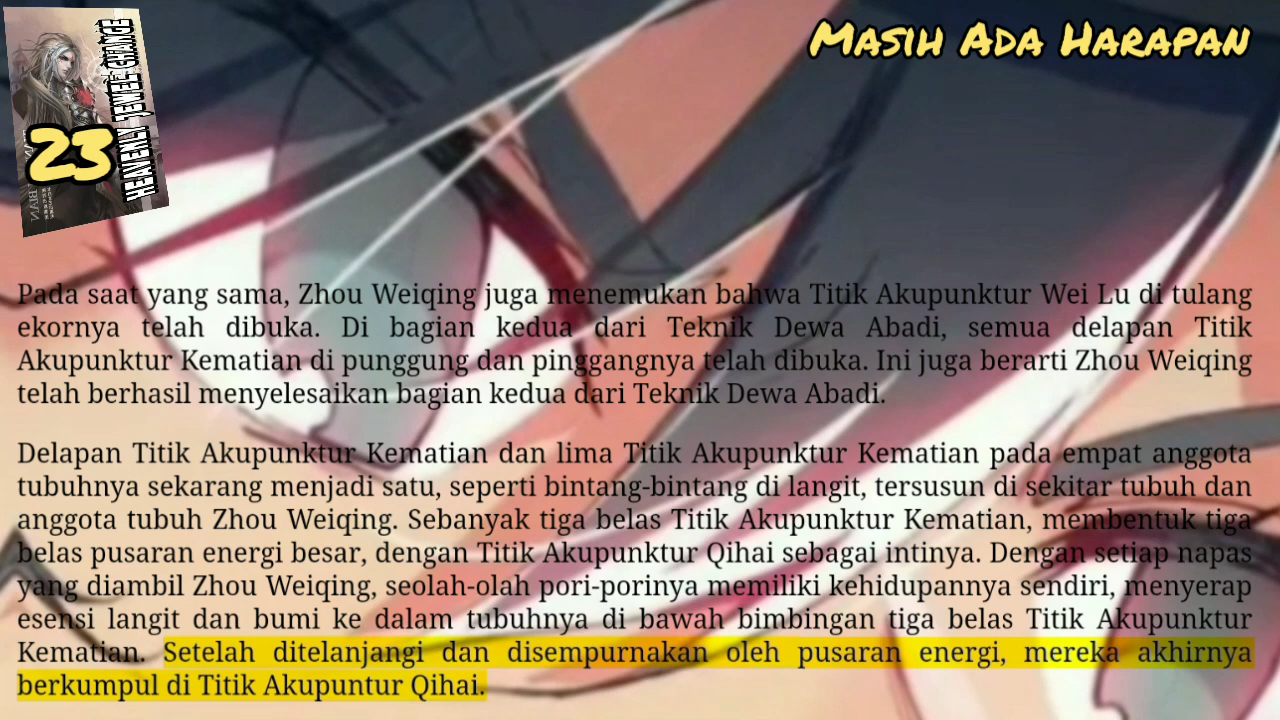 Masih Ada Harapan
HEAVENLY JEWEL CHANGE
23
Pada saat yang sama, Zhou Weiqing juga menemukan bahwa Titik Akupunktur Wei Lu di tulang
ekornya telah dibuka. Di bagian kedua dari Teknik Dewa Abadi, semua delapan Titik
Akupunktur Kematian di punggung dan pinggangnya telah dibuka. Ini juga berarti Zhou Weiqing
telah berhasil menyelesaikan bagian kedua dari Teknik Dewa Abadi.
Delapan Titik Akupunktur Kematian dan lima Titik Akupunktur Kematian pada empat anggota
tubuhnya sekarang menjadi satu, seperti bintang-bintang di langit, tersusun di sekitar tubuh dan
anggota tubuh Zhou Weiqing. Sebanyak tiga belas Titik Akupunktur Kematian, membentuk tiga
belas pusaran energi besar, dengan Titik Akupunktur Qihai sebagai intinya. Dengan setiap napas
yang diambil Zhou Weiqing, seolah-olah pori-porinya memiliki kehidupannya sendiri, menyerap
esensi langit dan bumi ke dalam tubuhnya di bawah bimbingan tiga belas Titik Akupunktur
Kematian. Setelah ditelanjangi dan disempurnakan oleh pusaran energi, mereka akhirnya
berkumpul di Titik Akupuntur Qihai.